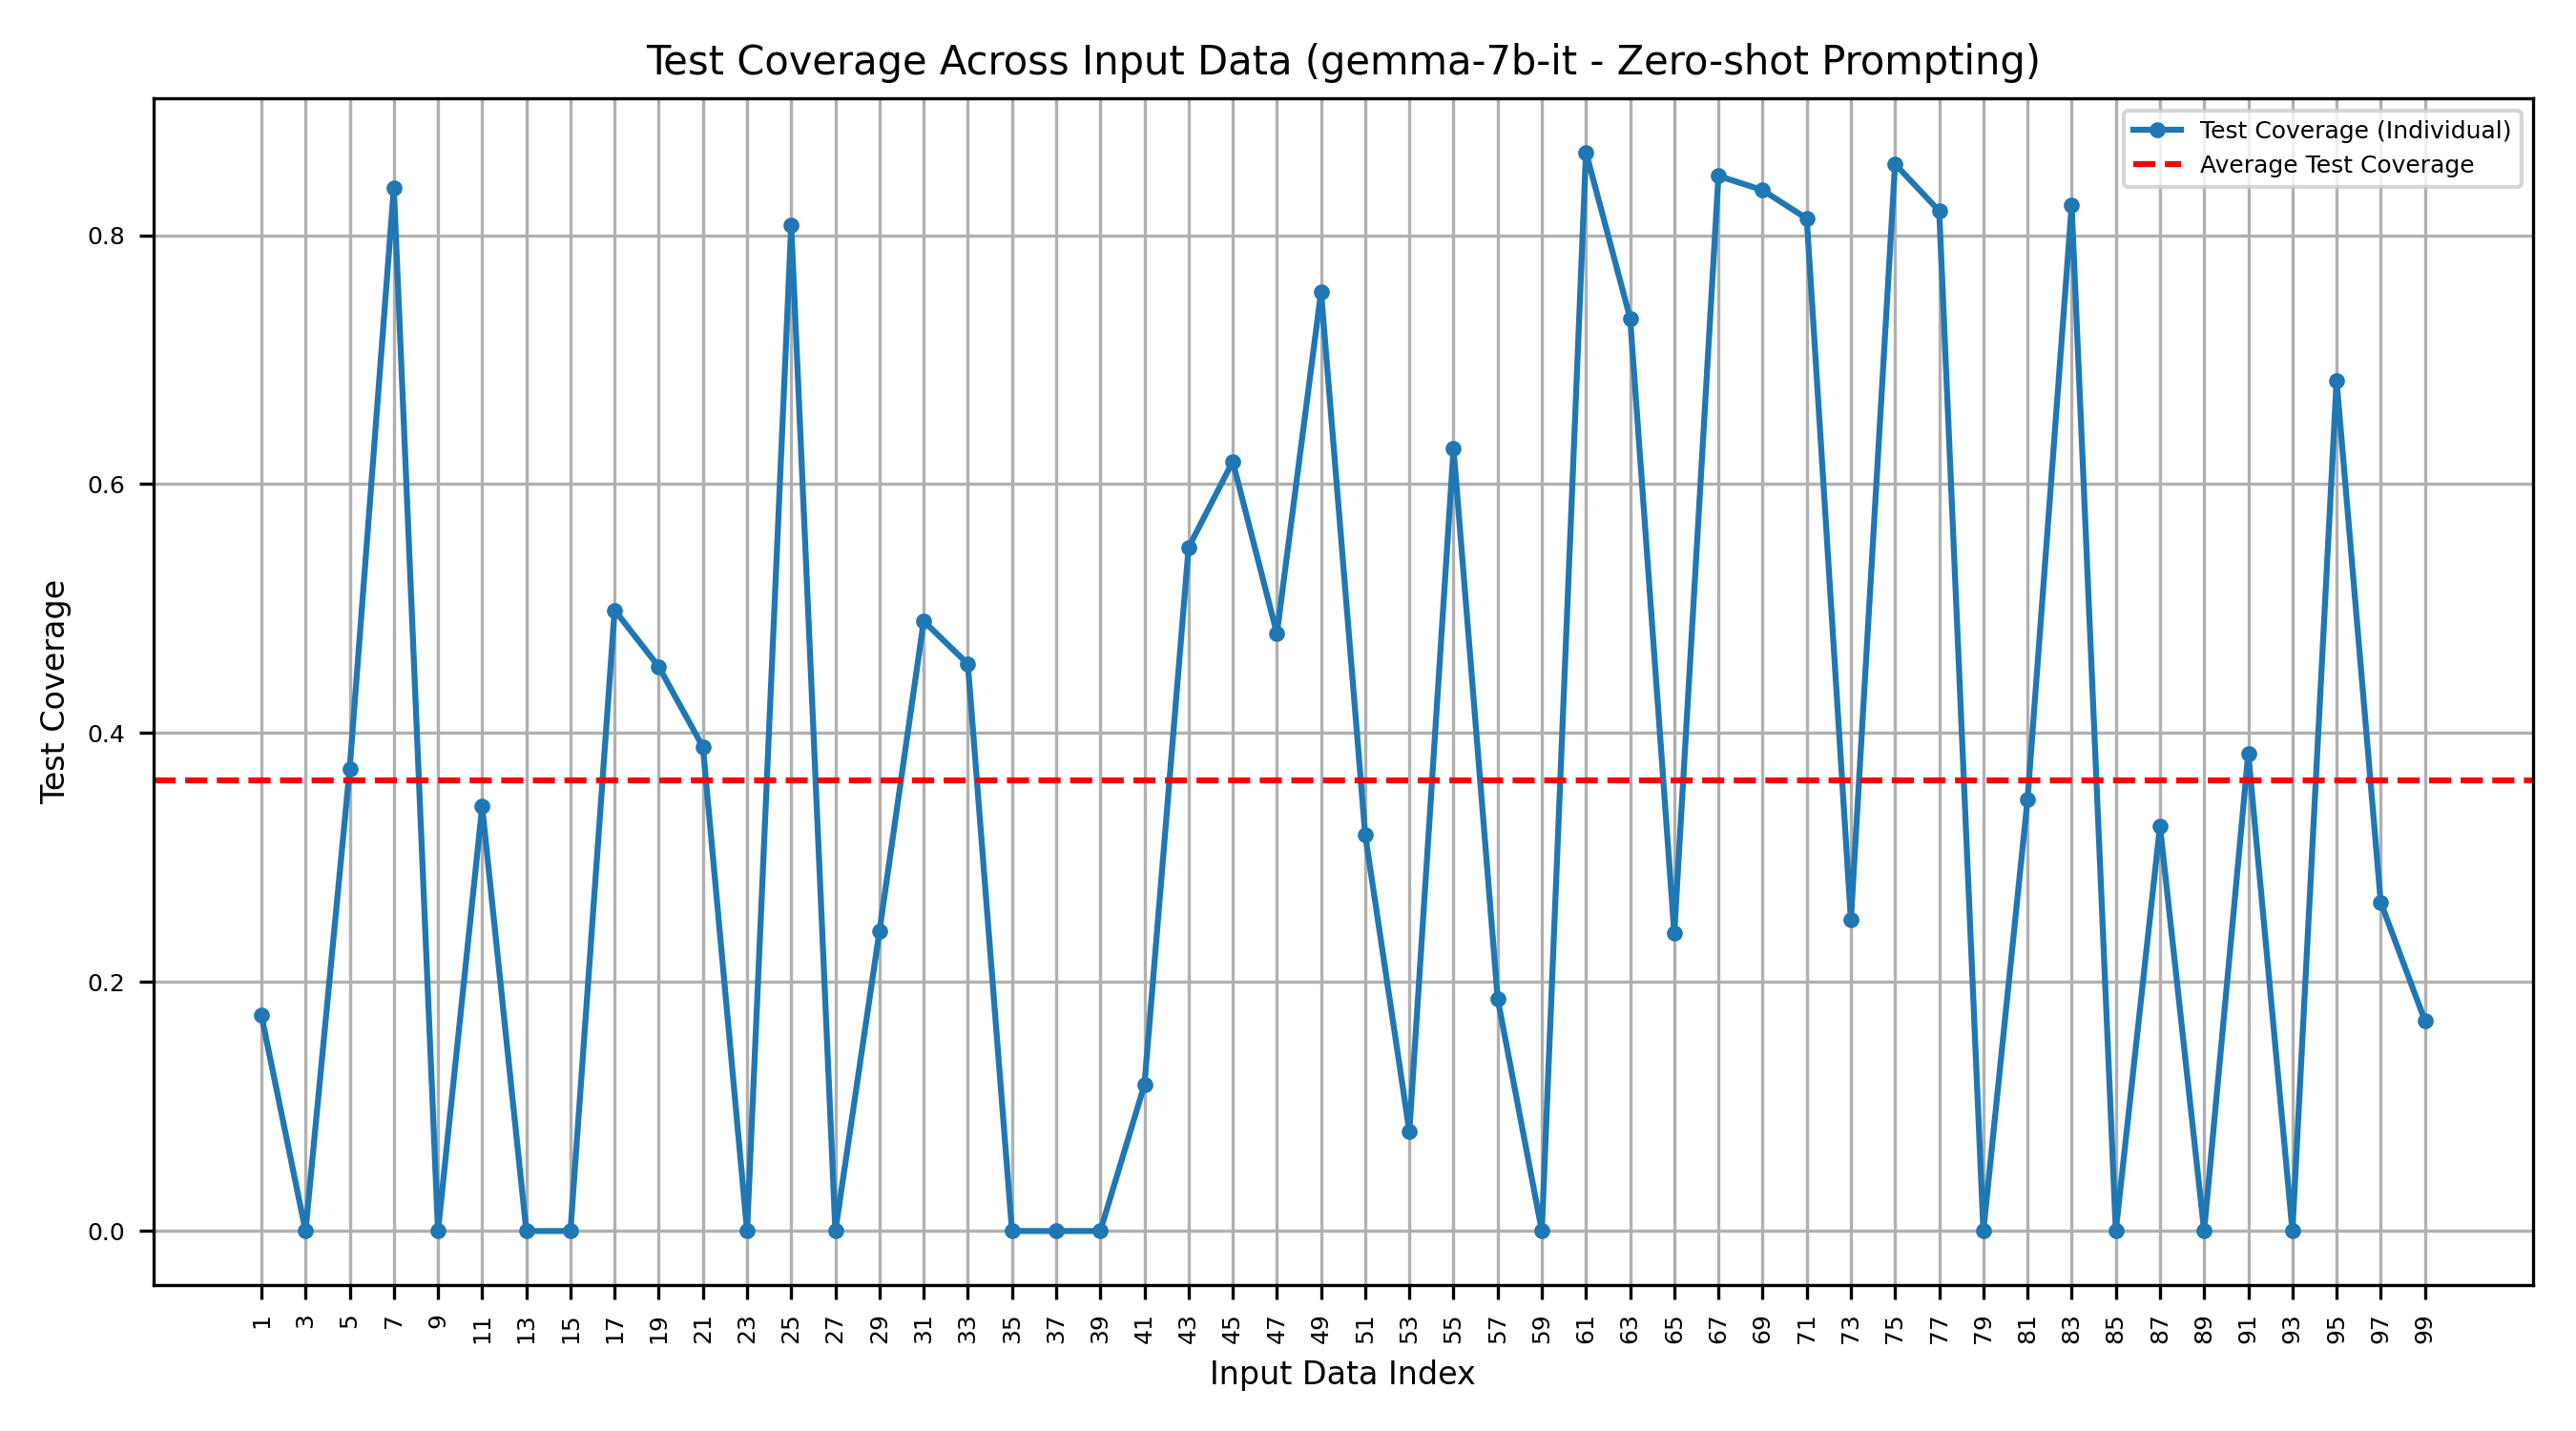 Test Coverage Across Input Data (gemma-7b-it - Zero-shot Prompting)
Test Coverage (Individual)
Average Test Coverage
Test Coverage
0.8
0.6
0.4
0.2
0.0
1 3 5 7 9 11 13 15 17 19 21 23 25 27 29 31 33 35 37 39 41 43 45 47 49 51 53 55 57 59 61 63 65 67 69 71 73 75 77 79 81 83 85 87 89 91 93 95 97 99
Input Data Index